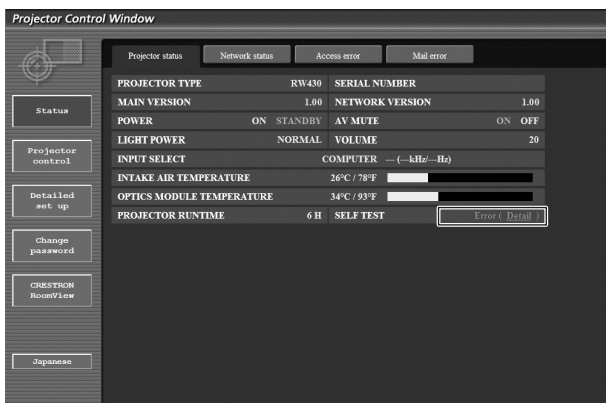 Projector Control Window
Projector status Network status Access error Mail error
PROJECTOR TYPE RW430 SERIAL NUMBER
Status
MAIN VERSION 1.00 NETWORK VERSION 1.00
POWER ON STANDBY AV MUTE ON OFF
LIGHT POWER NORMAL VOLUME 20
Projector
control
INPUT SELECT COMPUTER — (—kHz/—Hz)
INTAKE AIR TEMPERATURE 26°C / 78°F
Detailed
set up
OPTICS MODULE TEMPERATURE 34°C / 93°F
PROJECTOR RUNTIME 6 H SELF TEST Error ( Detail )
Change
password
CRESTRON
RoomView
Japanese